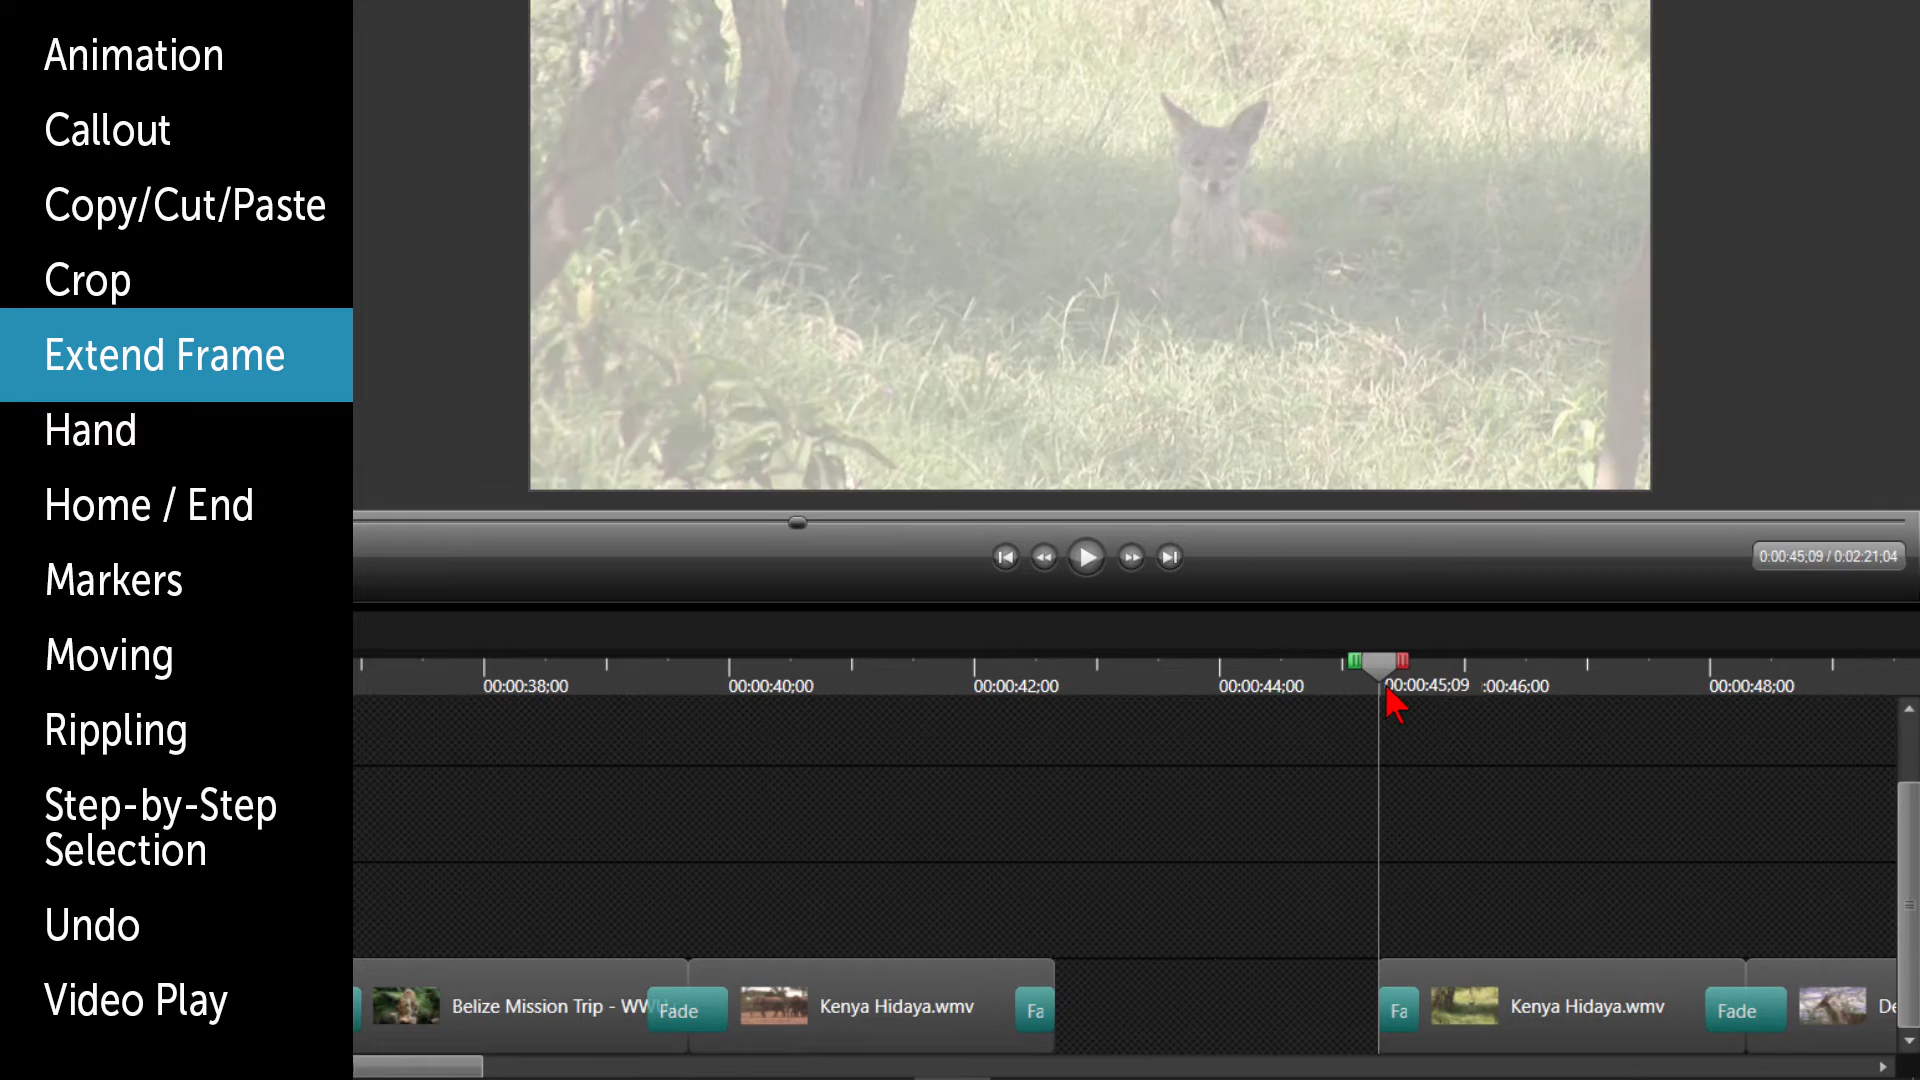 Animation
Callout
Copy/Cut/Paste
Crop
Extend Frame
Hand
Home / End
Markers
Moving
Rippling
Step-by-Step
Selection
Undo
Video Play
0:00:45;09 / 0:02:21;04
00:00:38;00 00:00:40;00 00:00:42;00 00:00:44;00 00:00:45;09 :00:46;00 00:00:48;00
Belize Mission Trip - WW Fade Kenya Hidaya.wmv Fa Fa Kenya Hidaya.wmv Fade De